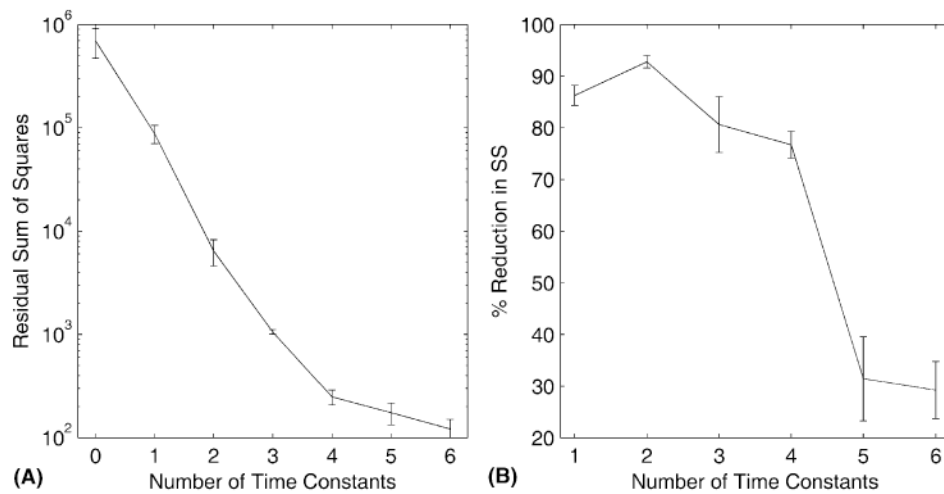 10^6
10^5
10^4
10^3
10^2
Residual Sum of Squares
0 1 2 3 4 5 6
Number of Time Constants
(A)
100
90
80
70
60
50
40
30
20
% Reduction in SS
1 2 3 4 5 6
Number of Time Constants
(B)